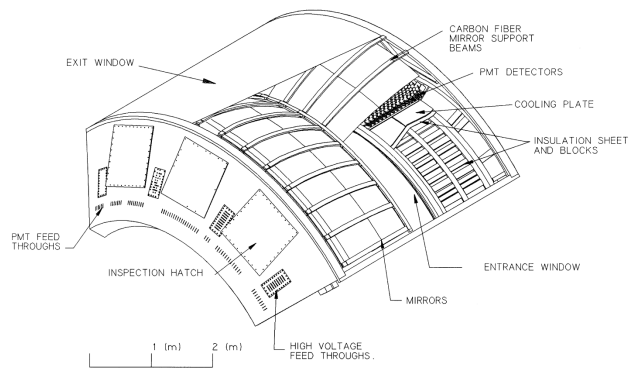 CARBON FIBER
MIRROR SUPPORT
BEAMS
EXIT WINDOW
PMT DETECTORS
COOLING PLATE
INSULATION SHEET
AND BLOCKS
PMT FEED
THROUGHS
INSPECTION HATCH
ENTRANCE WINDOW
MIRRORS
1 (m) 2 (m)
HIGH VOLTAGE
FEED THROUGHS.